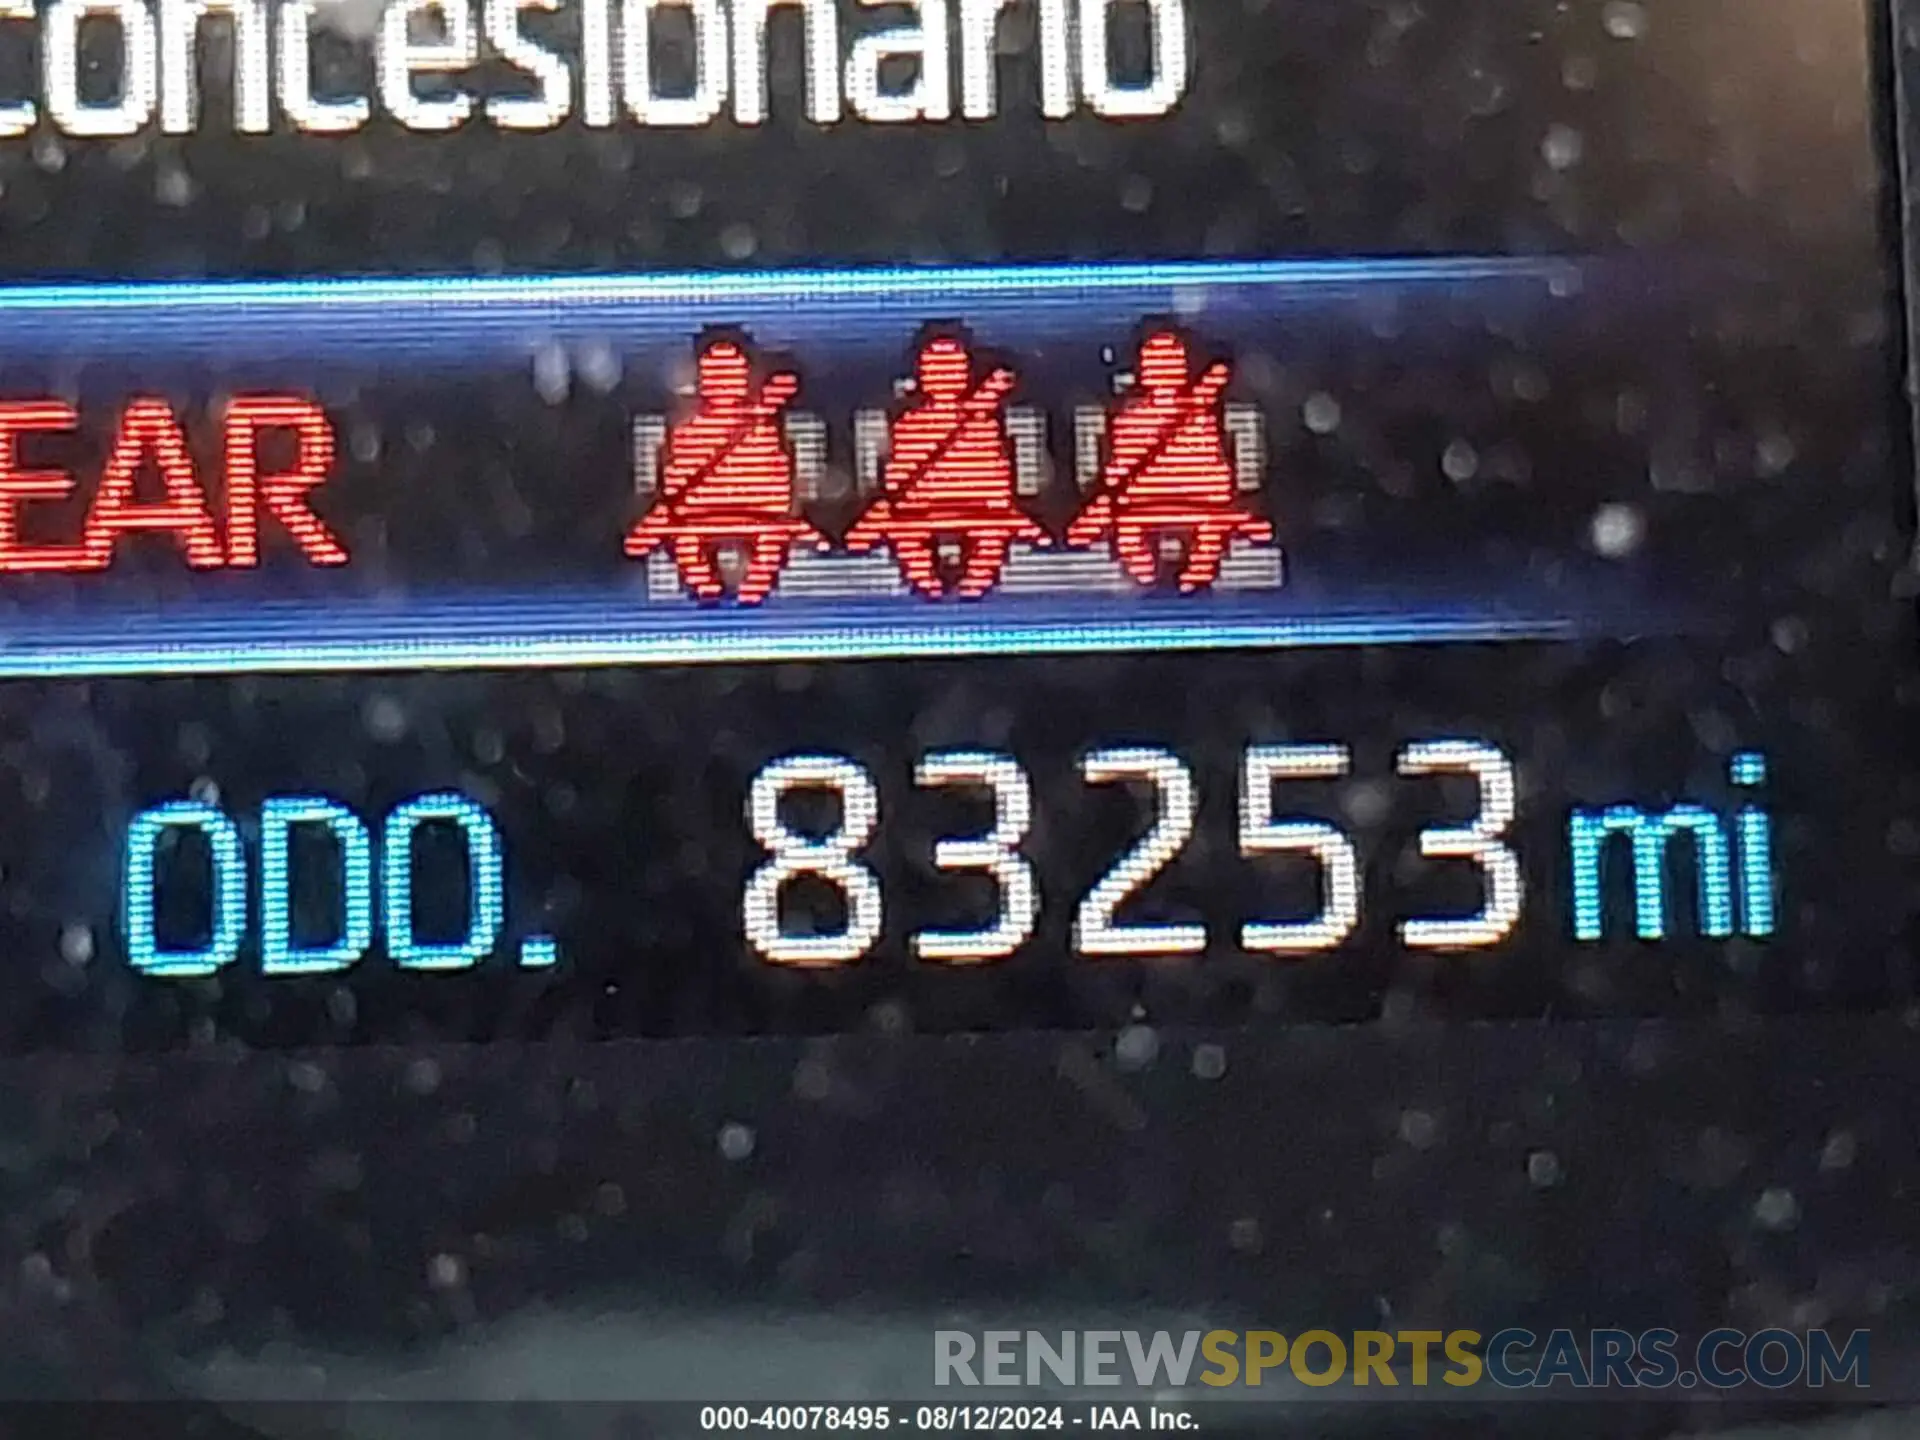 concesionario
EAR
ODO. 83253 mi
RENEWSPORTSCARS.COM
000-40078495 - 08/12/2024 - IAA Inc.